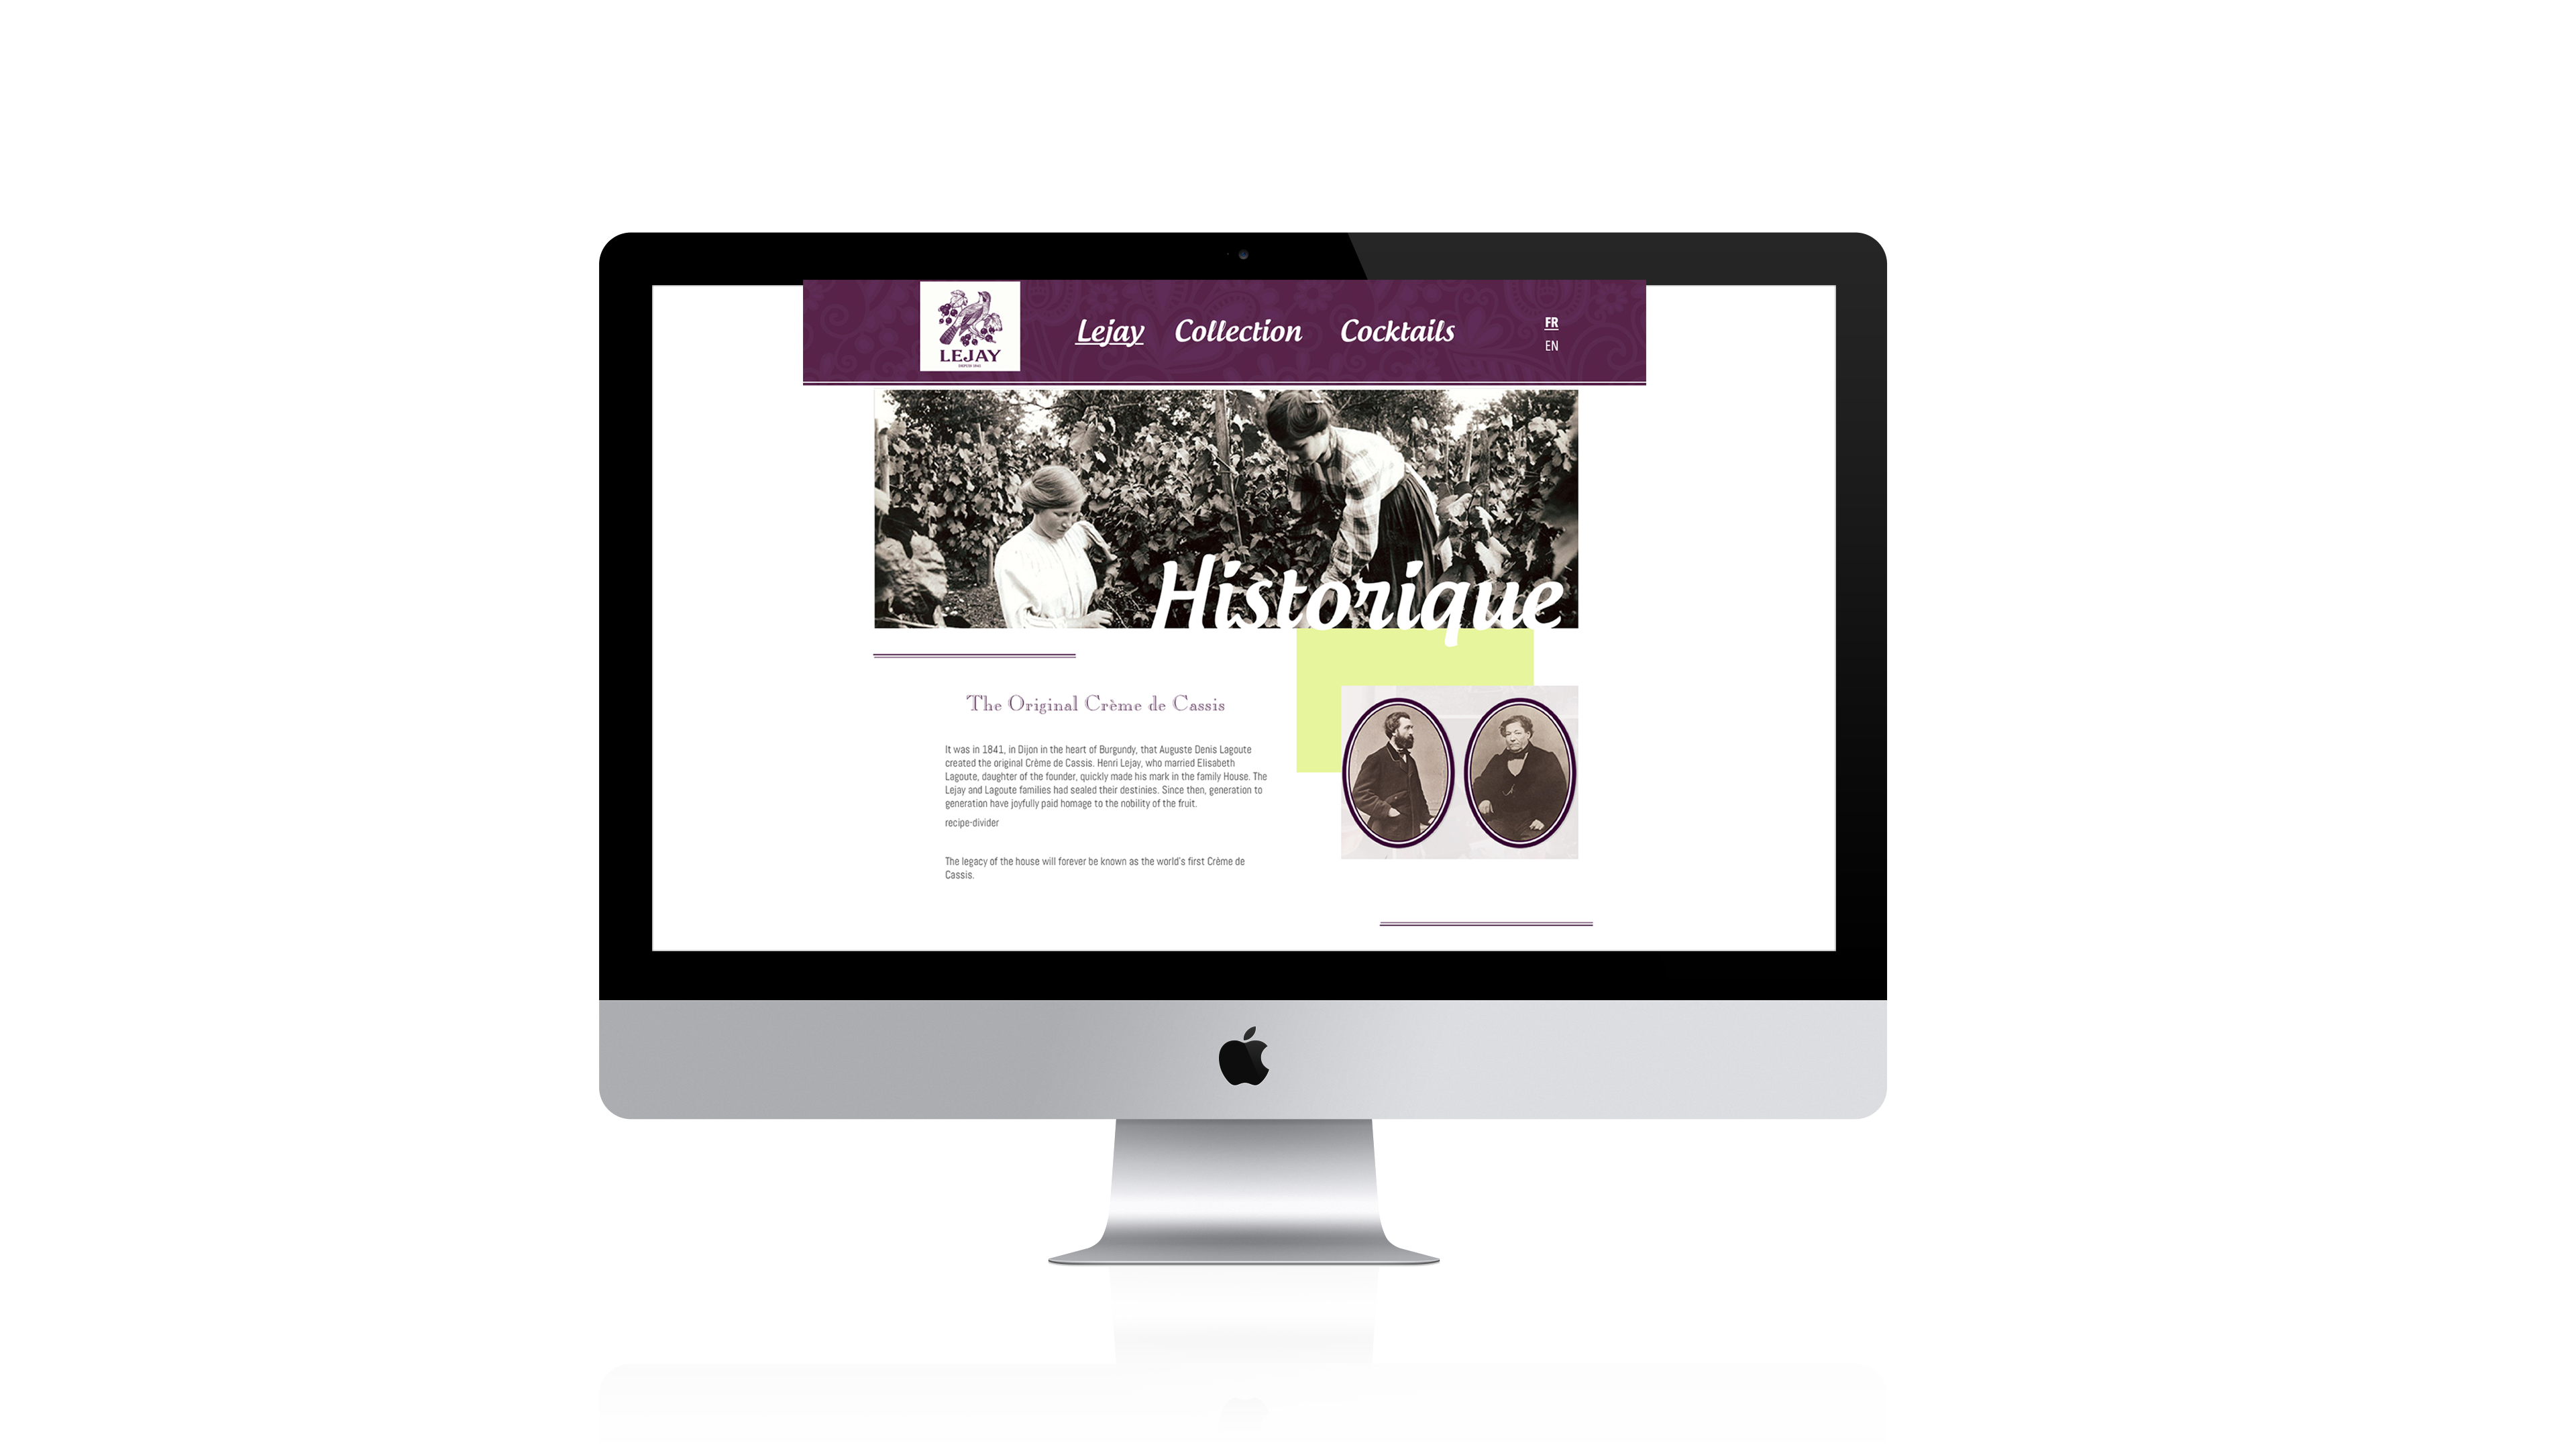 LEJAY
DEPUIS 1841
Lejay
Collection
Cocktails
FR
EN
Historique
The Original Crème de Cassis
It was in 1841, in Dijon in the heart of Burgundy, that Auguste Denis Lagoute
created the original Crème de Cassis. Henri Lejay, who married Elisabeth
Lagoute, daughter of the founder, quickly made his mark in the family House. The
Lejay and Lagoute families had sealed their destinies. Since then, generation to
generation have joyfully paid homage to the nobility of the fruit.
recipe-divider
The legacy of the house will forever be known as the world's first Crème de
Cassis.